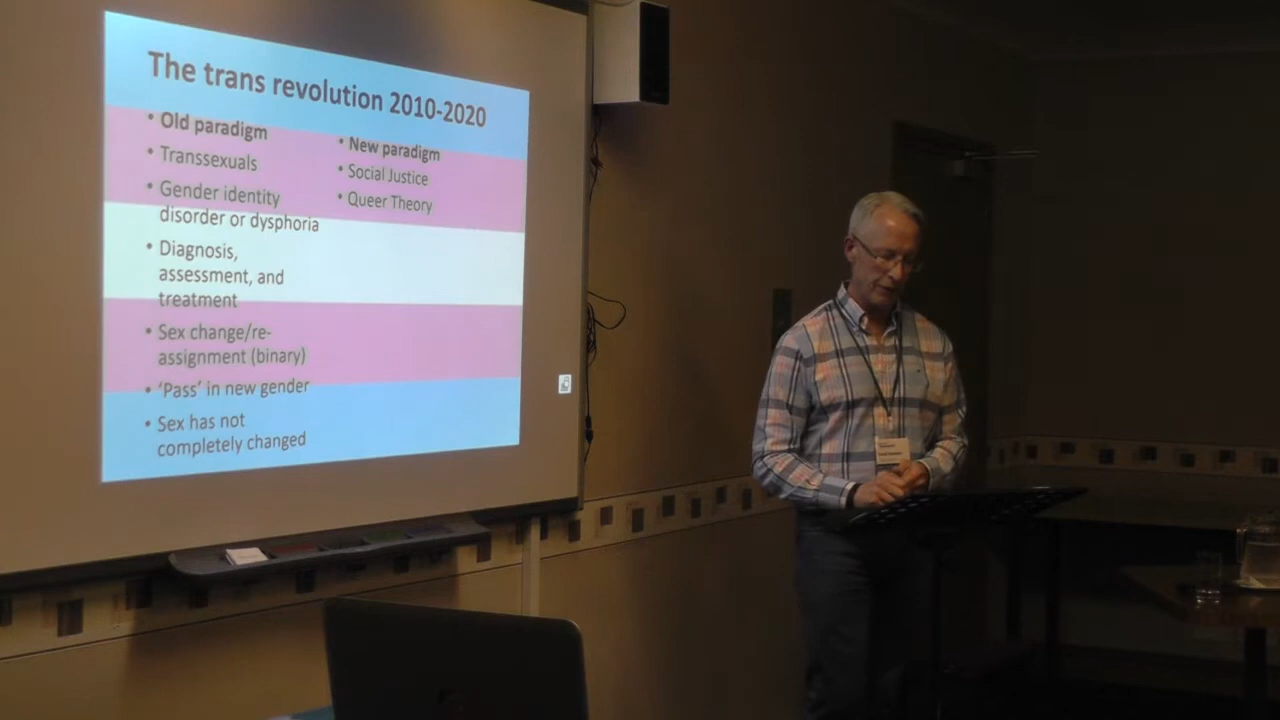 The trans revolution 2010-2020
• Old paradigm
• Transsexuals
• Gender identity
disorder or dysphoria
• Diagnosis,
assessment, and
treatment
• Sex change/re-
assignment (binary)
• ‘Pass’ in new gender
• Sex has not
completely changed
• New paradigm
• Social Justice
• Queer Theory